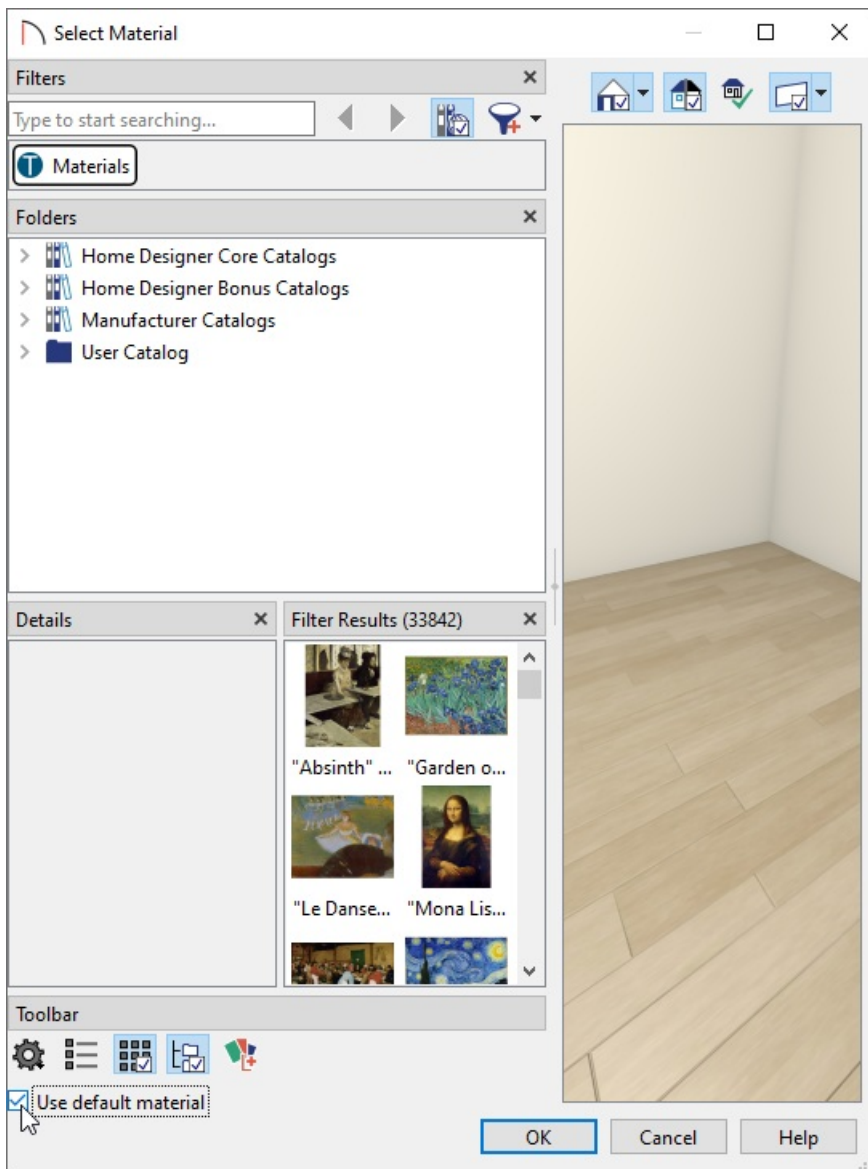 Select Material
Filters
Type to start searching...
T Materials
Folders
Home Designer Core Catalogs
Home Designer Bonus Catalogs
Manufacturer Catalogs
User Catalog
Details
Filter Results (33842)
"Absinth" ... "Garden o...
"Le Danse... "Mona Lis...
Toolbar
Use default material
OK Cancel Help